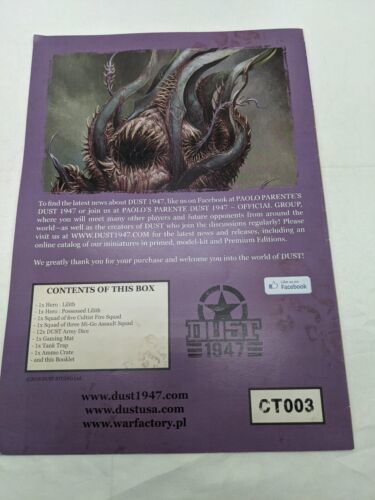 To find the latest news about DUST 1947, like us on Facebook at PAOLO PARENTE'S
DUST 1947 or join us at PAOLO'S PARENTE DUST 1947 – OFFICIAL GROUP,
where you will meet many other players and future opponents from around the
world—as well as the creators of DUST who join the discussions regularly! Please
visit us at WWW.DUST1947.COM for the latest news and releases, including an
online catalog of our miniatures in primed, model-kit and Premium Editions.
We greatly thank you for your purchase and welcome you into the world of DUST!
Like us on
Facebook
CONTENTS OF THIS BOX
- 1x Hero : Lilith
- 1x Hero : Possessed Lilith
- 1x Squad of five Cultist Fire Squad
- 1x Squad of three Mi-Go Assault Squad
- 12x DUST Army Dice
- 1x Gaming Mat
- 1x Tank Trap
- 1x Ammo Crate
- and this Booklet
DUST
1947
DUST STUDIO Ltd.
www.dust1947.com
www.dustusa.com
www.warfactory.pl
CT003